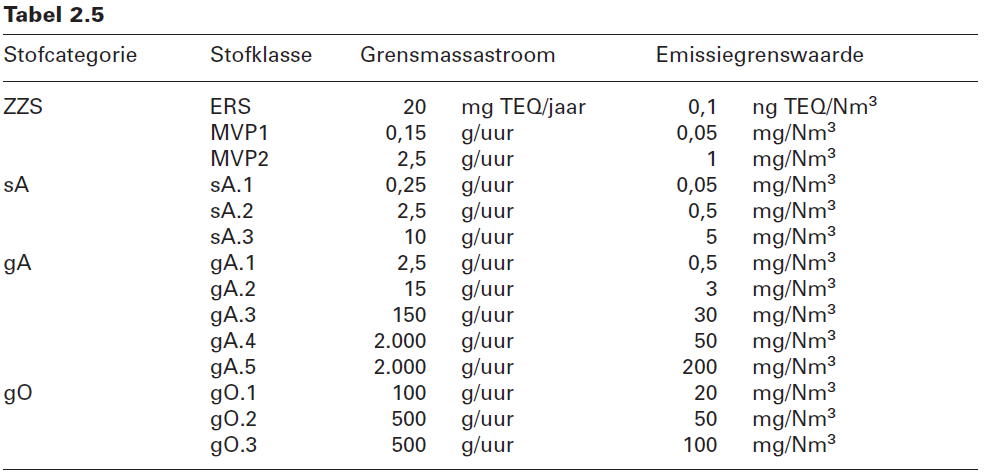 Tabel 2.5
Stofcategorie Stofklasse Grensmassastroom Emissiegrenswaarde
ZZS ERS 20 mg TEQ/jaar 0,1 ng TEQ/Nm³
MVP1 0,15 g/uur 0,05 mg/Nm³
MVP2 2,5 g/uur 1 mg/Nm³
sA sA.1 0,25 g/uur 0,05 mg/Nm³
sA.2 2,5 g/uur 0,5 mg/Nm³
sA.3 10 g/uur 5 mg/Nm³
gA gA.1 2,5 g/uur 0,5 mg/Nm³
gA.2 15 g/uur 3 mg/Nm³
gA.3 150 g/uur 30 mg/Nm³
gA.4 2.000 g/uur 50 mg/Nm³
gA.5 2.000 g/uur 200 mg/Nm³
gO gO.1 100 g/uur 20 mg/Nm³
gO.2 500 g/uur 50 mg/Nm³
gO.3 500 g/uur 100 mg/Nm³